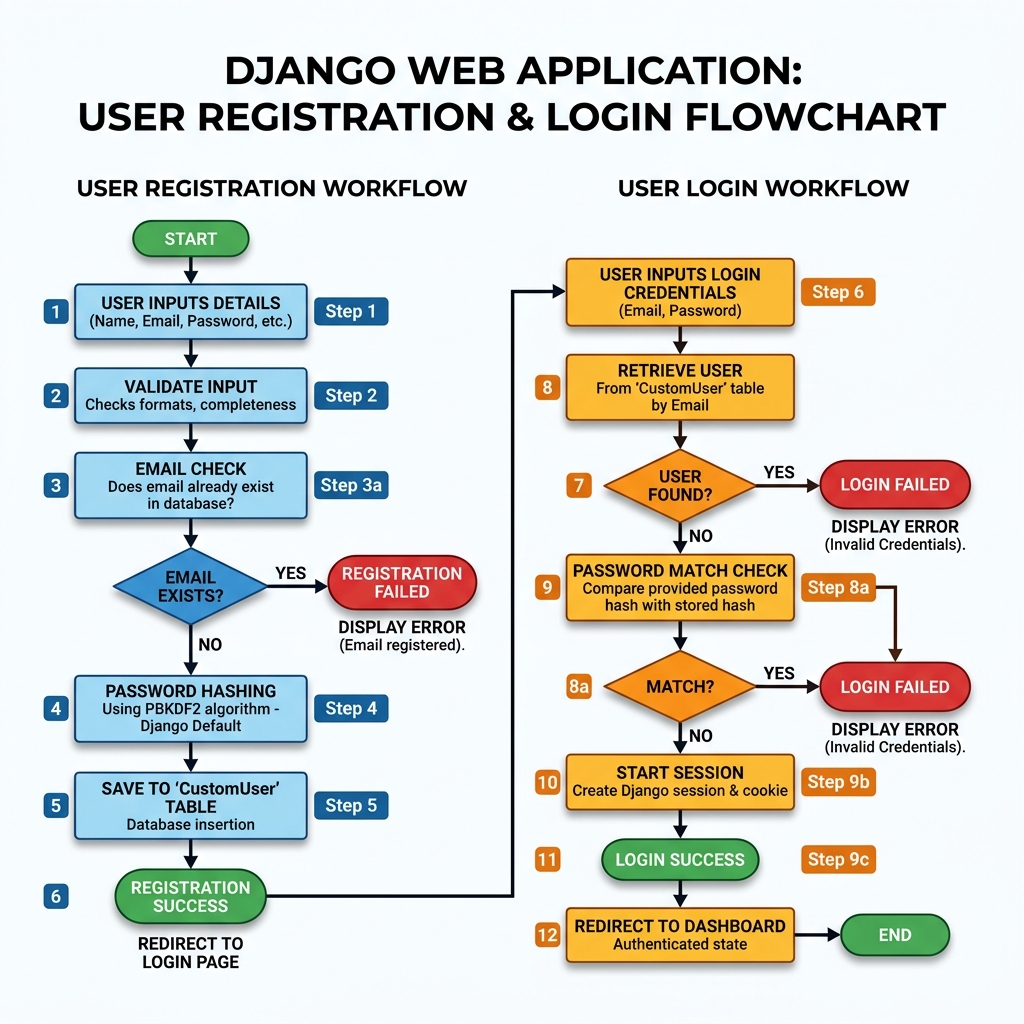 DJANGO WEB APPLICATION:
USER REGISTRATION & LOGIN FLOWCHART
USER REGISTRATION WORKFLOW
START
1
USER INPUTS DETAILS
(Name, Email, Password, etc.)
Step 1
2
VALIDATE INPUT
Checks formats, completeness
Step 2
3
EMAIL CHECK
Does email already exist
in database?
Step 3a
EMAIL
EXISTS?
YES
REGISTRATION
FAILED
DISPLAY ERROR
(Email registered).
NO
4
PASSWORD HASHING
Using PBKDF2 algorithm -
Django Default
Step 4
5
SAVE TO ‘CustomUser’
TABLE
Database insertion
Step 5
6
REGISTRATION
SUCCESS
REDIRECT TO
LOGIN PAGE
USER LOGIN WORKFLOW
USER INPUTS LOGIN
CREDENTIALS
(Email, Password)
Step 6
8
RETRIEVE USER
From ‘CustomUser’ table
by Email
7
USER
FOUND?
YES
LOGIN FAILED
DISPLAY ERROR
(Invalid Credentials).
NO
9
PASSWORD MATCH CHECK
Compare provided password
hash with stored hash
Step 8a
8a
MATCH?
YES
LOGIN FAILED
DISPLAY ERROR
(Invalid Credentials).
NO
10
START SESSION
Create Django session & cookie
Step 9b
11
LOGIN SUCCESS
Step 9c
12
REDIRECT TO DASHBOARD
Authenticated state
END